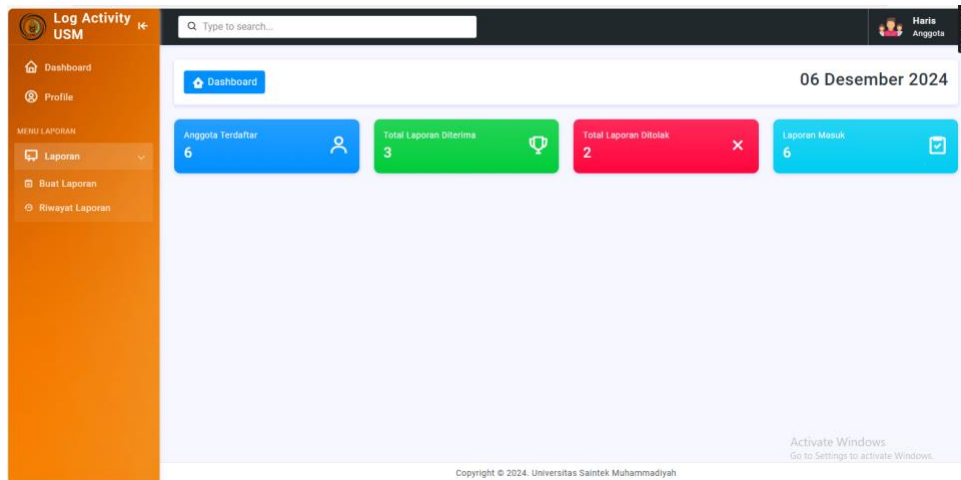 Log Activity
USM
Type to search...
Haris
Anggota
Dashboard
Profile
MENU LAPORAN
Laporan
Buat Laporan
Riwayat Laporan
Dashboard
06 Desember 2024
Anggota Terdaftar
6
Total Laporan Diterima
3
Total Laporan Ditolak
2
Laporan Masuk
6
Activate Windows
Go to Settings to activate Windows.
Copyright © 2024. Universitas Saintek Muhammadiyah